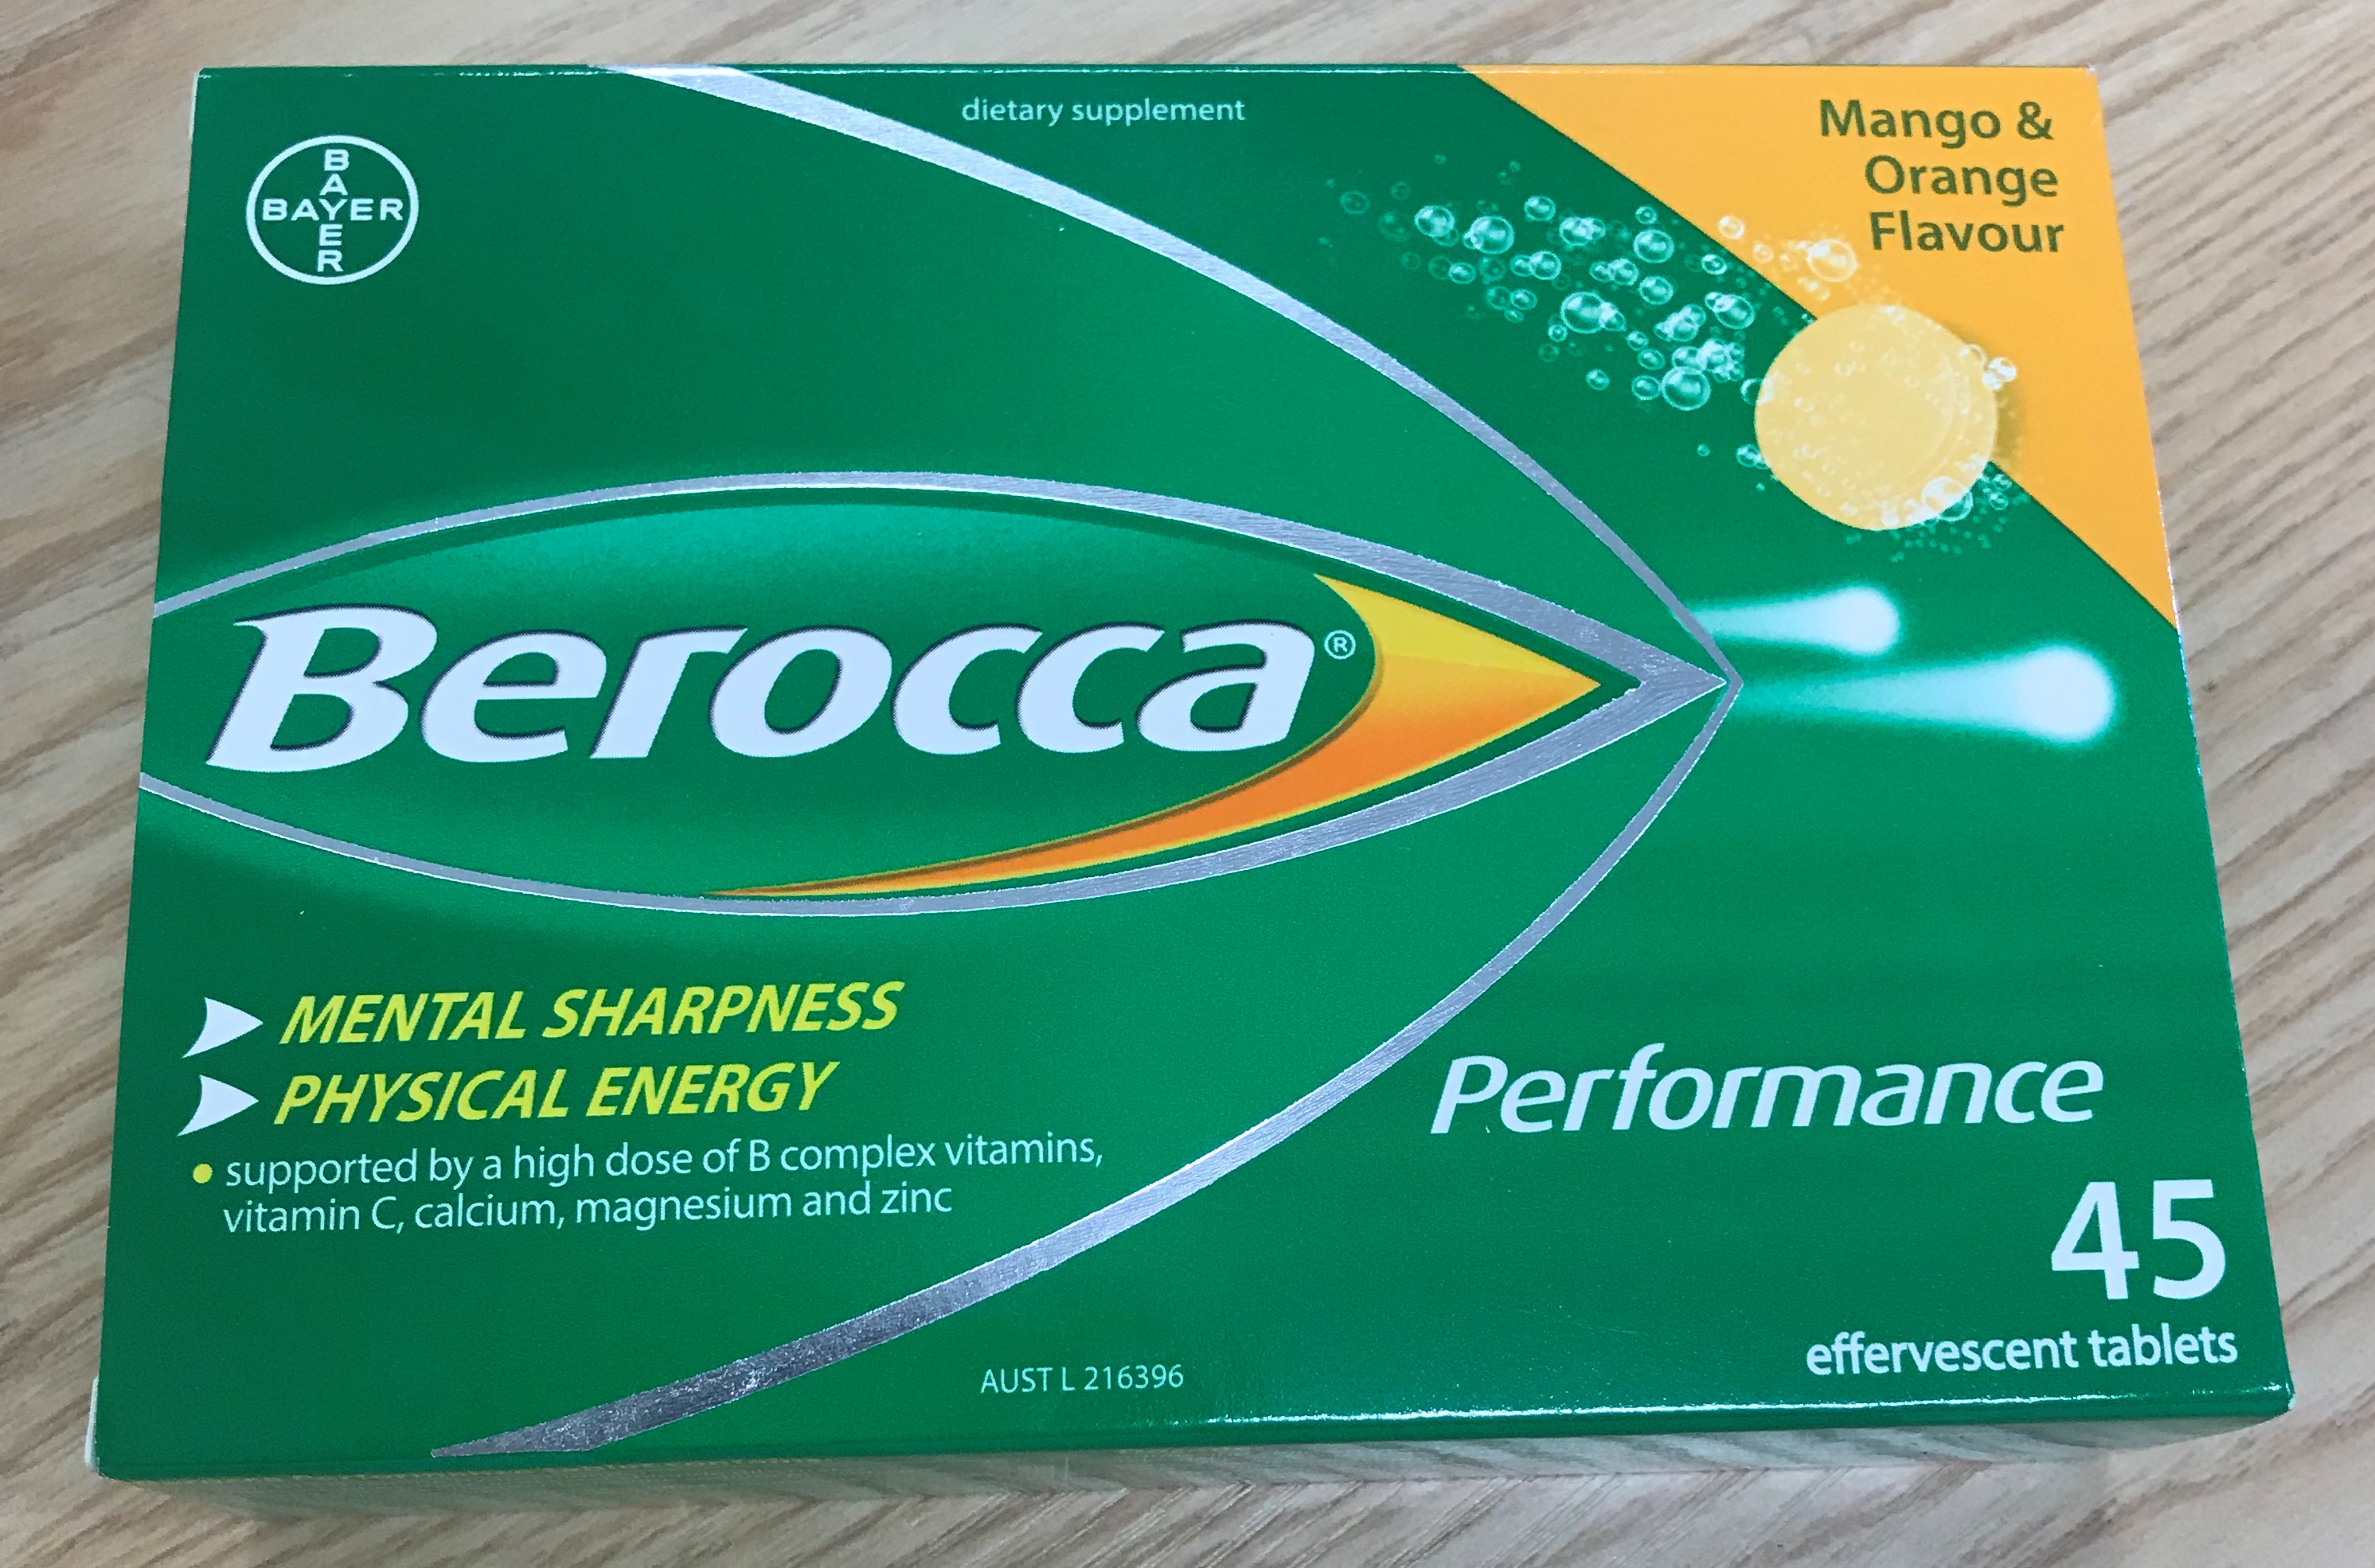 dietary supplement
Mango &
Orange
Flavour
BAYER
BAYER
Berocca®
MENTAL SHARPNESS
PHYSICAL ENERGY
• supported by a high dose of B complex vitamins,
vitamin C, calcium, magnesium and zinc
Performance
45
effervescent tablets
AUST L 216396